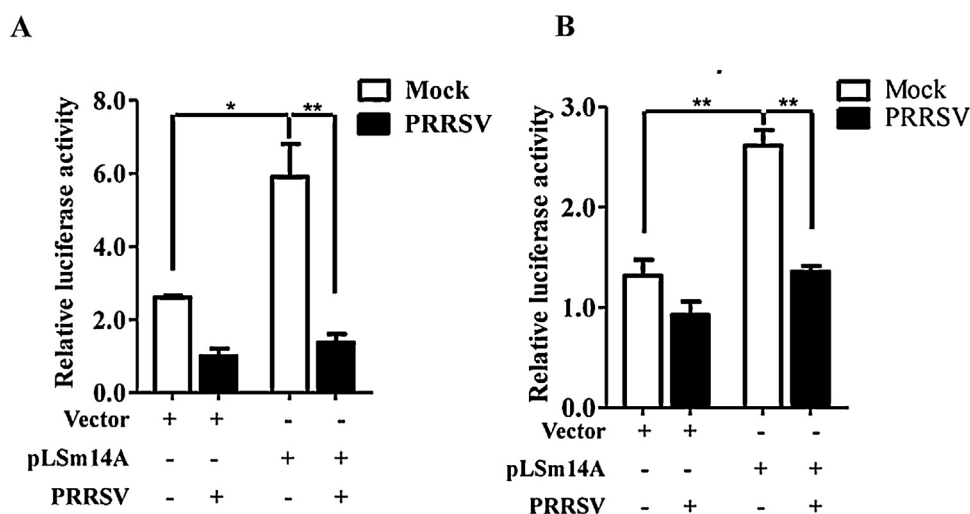 A
Relative luciferase activity
8.0
6.0
4.0
2.0
0.0
* **
Mock
PRRSV
Vector + + - -
pLSm14A - - + +
PRRSV - + - +
B
Relative luciferase activity
3.0
2.0
1.0
0.0
** **
Mock
PRRSV
Vector + + - -
pLSm14A - - + +
PRRSV - + - +